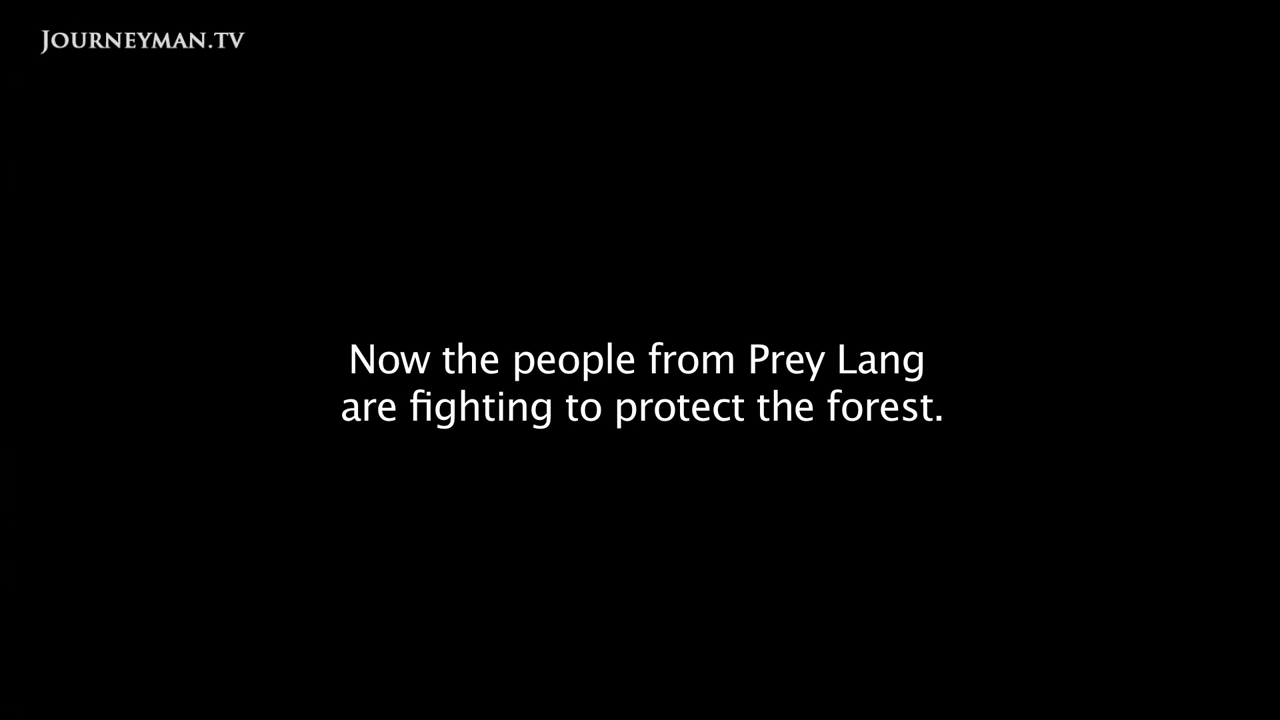 JOURNEYMAN.TV
Now the people from Prey Lang
are fighting to protect the forest.